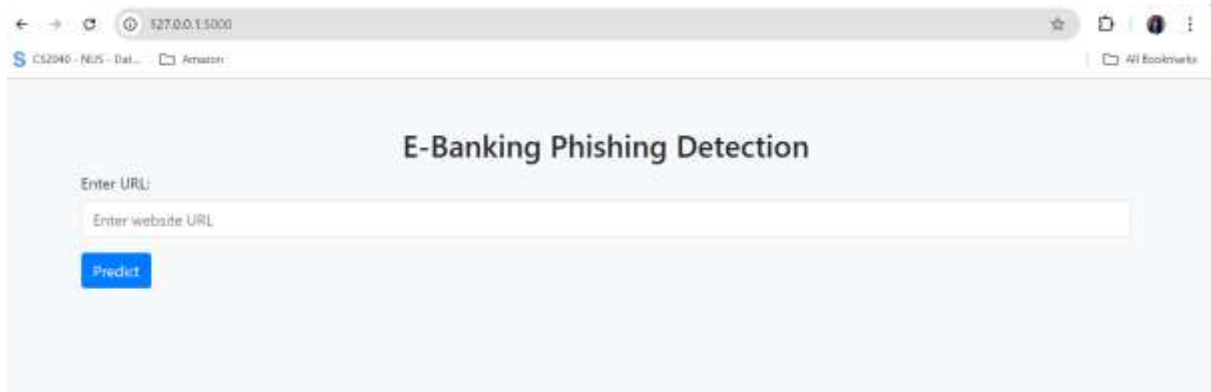 127.0.0.1:5000
CS2040 - NUS - Dat... Amazon All Bookmarks
E-Banking Phishing Detection
Enter URL:
Enter website URL
Predict